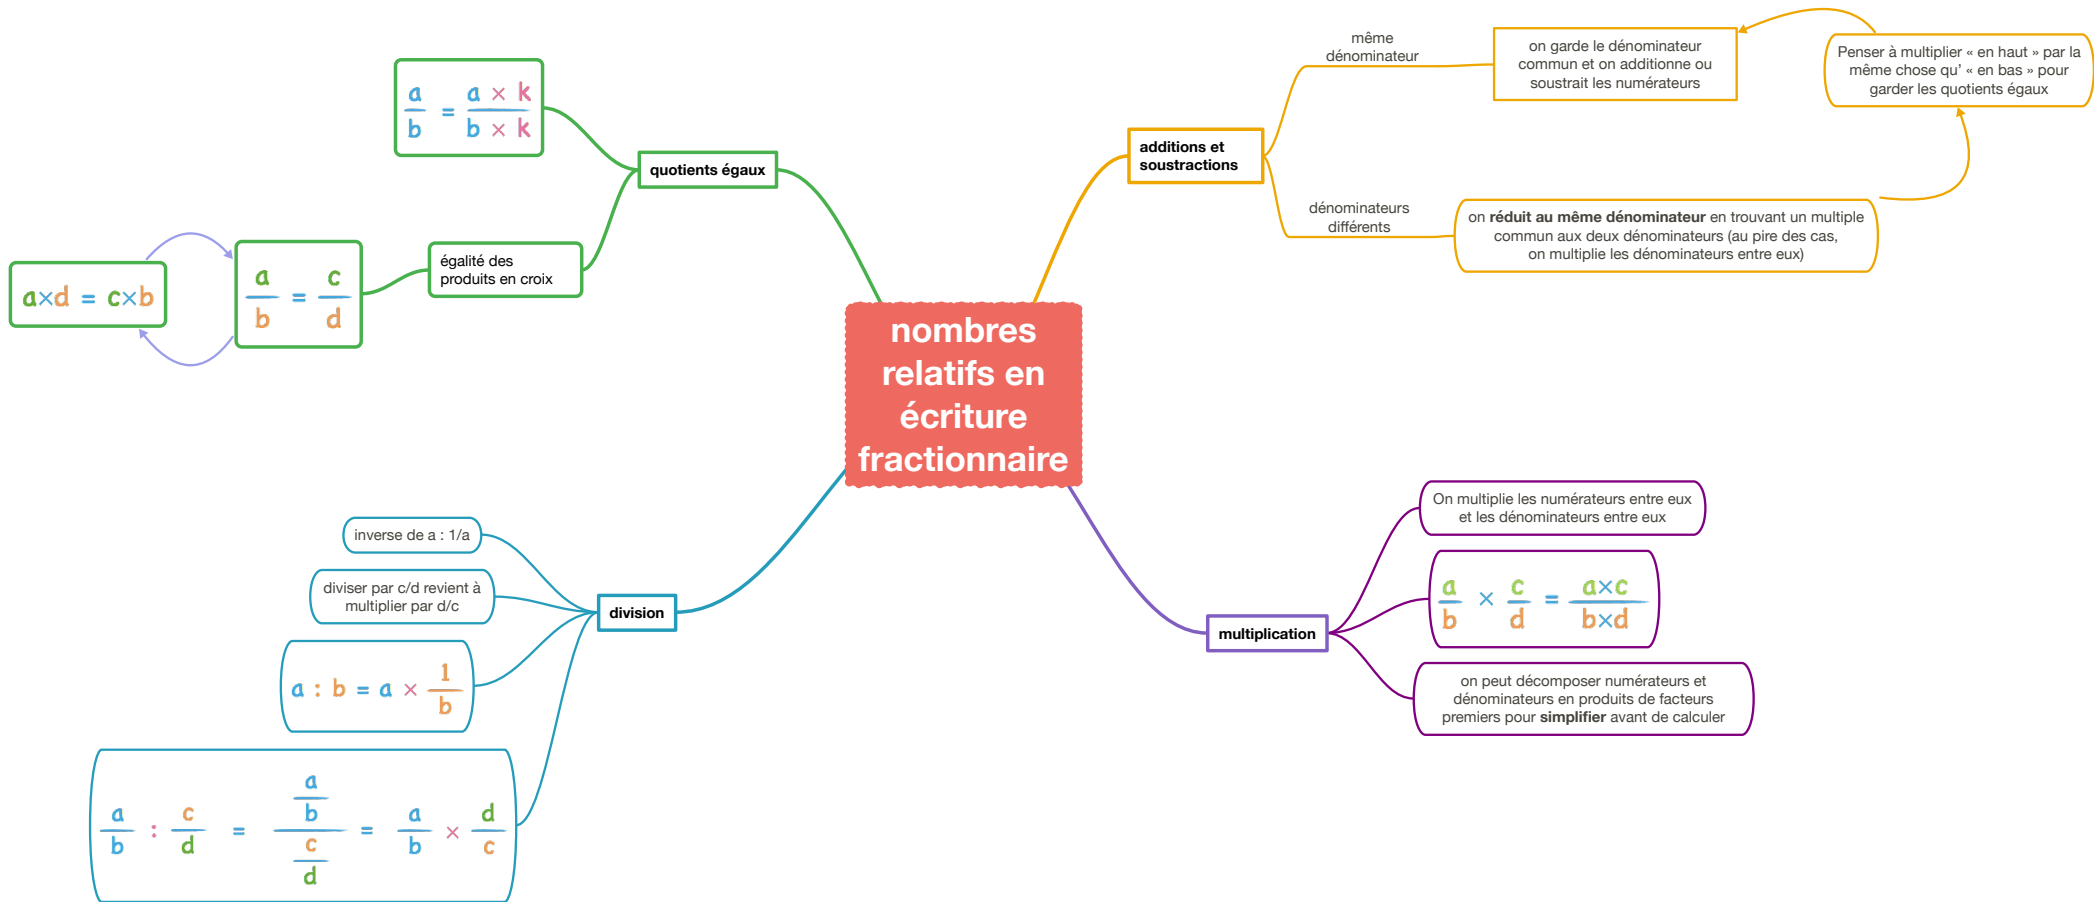 nombres
relatifs en
écriture
fractionnaire
quotients égaux
a/b = a × k/b × k
égalité des
produits en croix
a/b = c/d
a×d = c×b
additions et
soustractions
même
dénominateur
on garde le dénominateur
commun et on additionne ou
soustrait les numérateurs
Penser à multiplier « en haut » par la
même chose qu’ « en bas » pour
garder les quotients égaux
dénominateurs
différents
on réduit au même dénominateur en trouvant un multiple
commun aux deux dénominateurs (au pire des cas,
on multiplie les dénominateurs entre eux)
division
inverse de a : 1/a
diviser par c/d revient à
multiplier par d/c
a : b = a × 1/b
a/b : c/d = a/b/c/d = a/b × d/c
multiplication
On multiplie les numérateurs entre eux
et les dénominateurs entre eux
a/b × c/d = a×c/b×d
on peut décomposer numérateurs et
dénominateurs en produits de facteurs
premiers pour simplifier avant de calculer